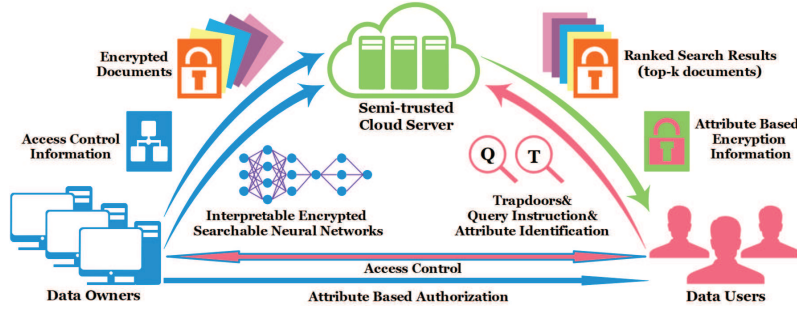 Encrypted
Documents
Ranked Search Results
(top-k documents)
Semi-trusted
Cloud Server
Access Control
Information
Attribute Based
Encryption
Information
Q
T
Interpretable Encrypted
Searchable Neural Networks
Trapdoors&
Query Instruction&
Attribute Identification
Access Control
Data Owners
Attribute Based Authorization
Data Users